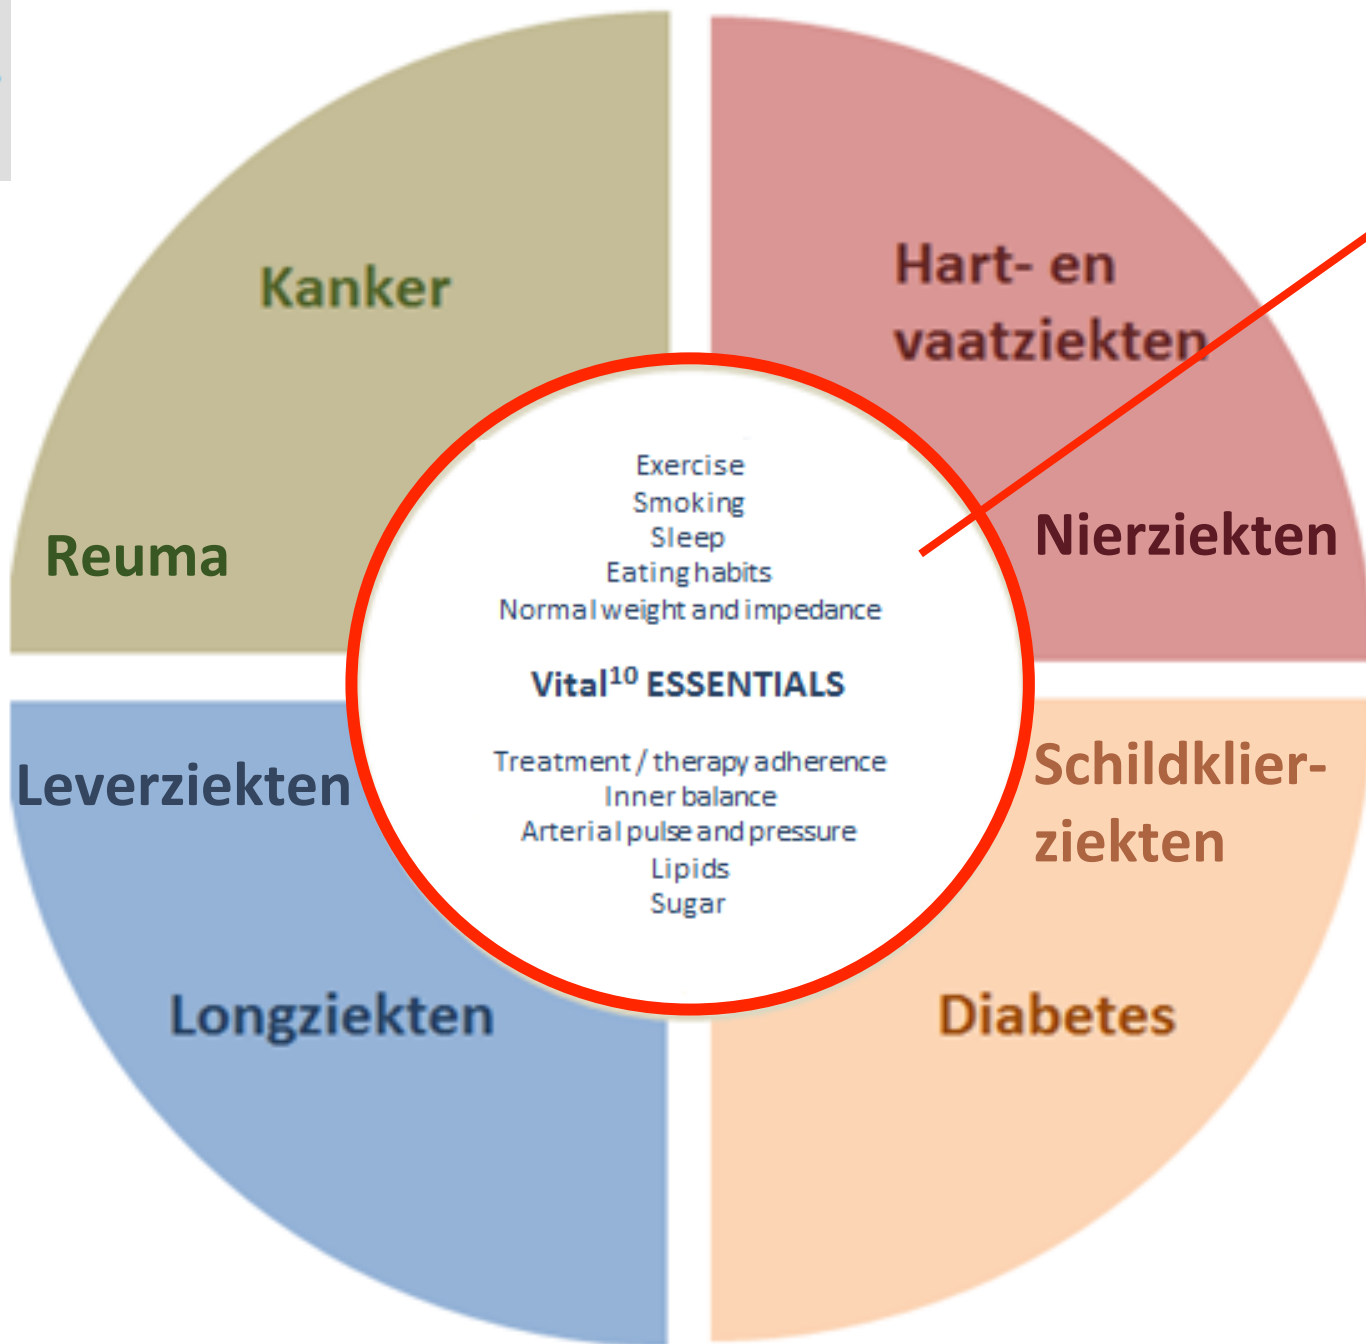 Kanker
Reuma
Hart- en
vaatziekten
Nierziekten
Exercise
Smoking
Sleep
Eating habits
Normal weight and impedance
Vital¹⁰ ESSENTIALS
Treatment / therapy adherence
Inner balance
Arterial pulse and pressure
Lipids
Sugar
Leverziekten
Longziekten
Schildklier-
ziekten
Diabetes